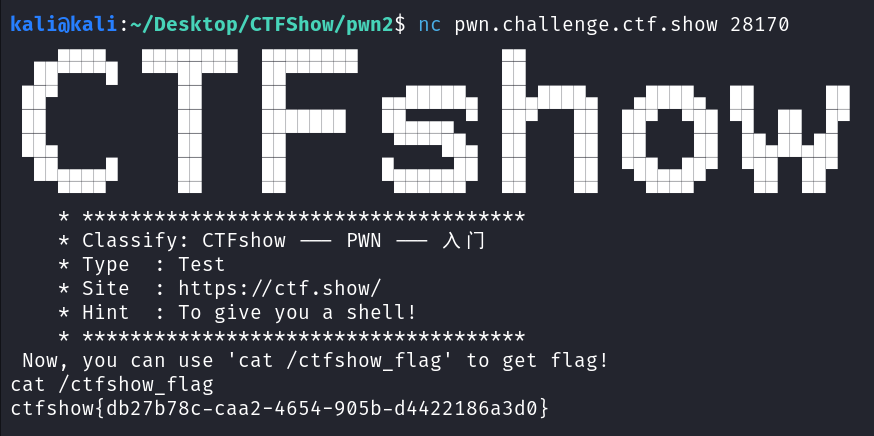 kali@kali:~/Desktop/CTFShow/pwn2$ nc pwn.challenge.ctf.show 28170
CTFshow
* *************************************
* Classify: CTFshow —— PWN —— 入门
* Type  : Test
* Site  : https://ctf.show/
* Hint  : To give you a shell!
* *************************************
Now, you can use 'cat /ctfshow_flag' to get flag!
cat /ctfshow_flag
ctfshow{db27b78c-caa2-4654-905b-d4422186a3d0}